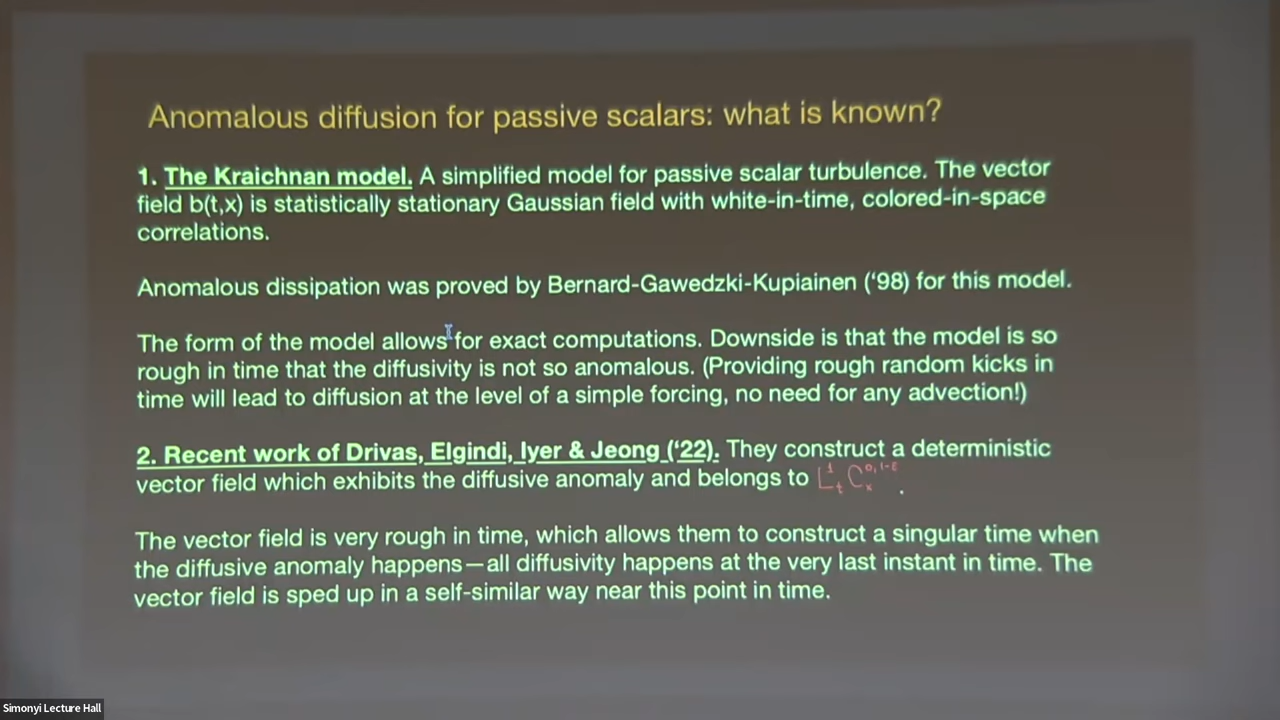 Anomalous diffusion for passive scalars: what is known?
1. The Kraichnan model. A simplified model for passive scalar turbulence. The vector
field b(t,x) is statistically stationary Gaussian field with white-in-time, colored-in-space
correlations.
Anomalous dissipation was proved by Bernard-Gawedzki-Kupiainen (‘98) for this model.
The form of the model allows for exact computations. Downside is that the model is so
rough in time that the diffusivity is not so anomalous. (Providing rough random kicks in
time will lead to diffusion at the level of a simple forcing, no need for any advection!)
2. Recent work of Drivas, Elgindi, Iyer & Jeong (‘22). They construct a deterministic
vector field which exhibits the diffusive anomaly and belongs to L^1_t C^{0,1-ε}_x .
The vector field is very rough in time, which allows them to construct a singular time when
the diffusive anomaly happens—all diffusivity happens at the very last instant in time. The
vector field is sped up in a self-similar way near this point in time.
Simonyi Lecture Hall